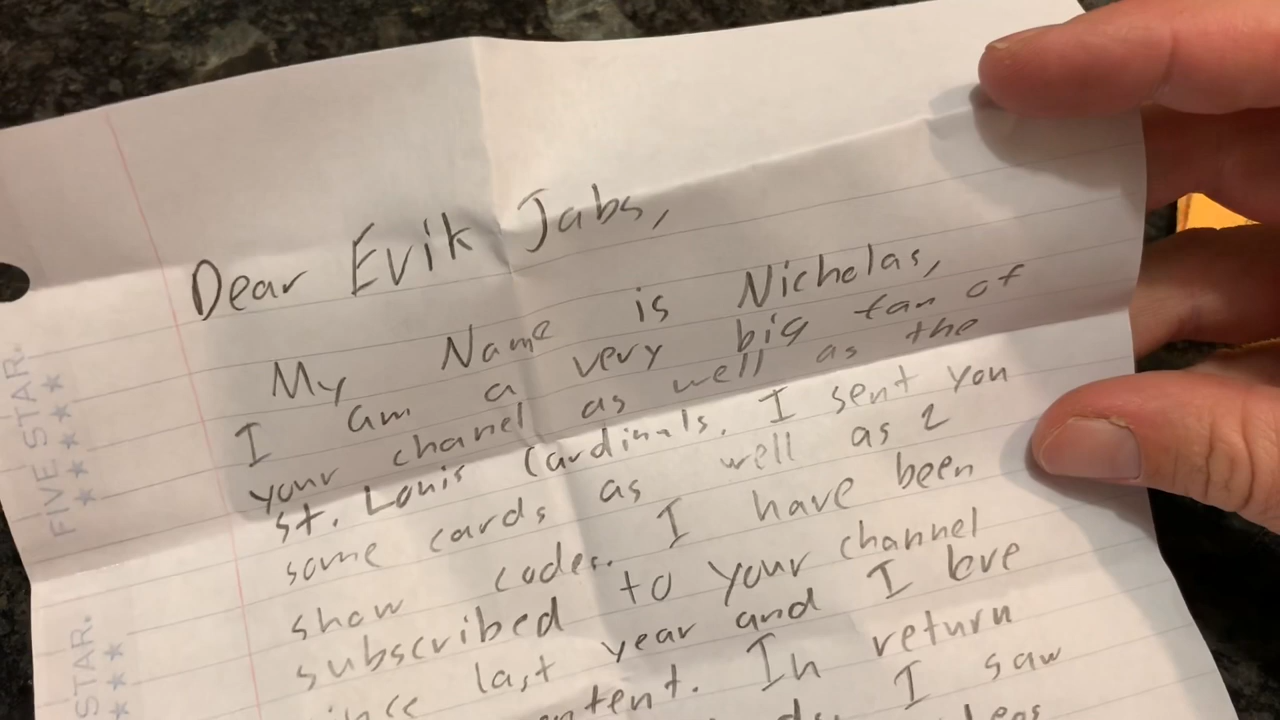 Dear Erik Jabs,
My Name is Nicholas,
I am a very big fan of
your chanel as well as the
St. Louis Cardinals. I sent you
some cards as well as 2
show codes. I have been
subscribed to your channel
last year and I love
In return
I saw
FIVE STAR.
STAR.